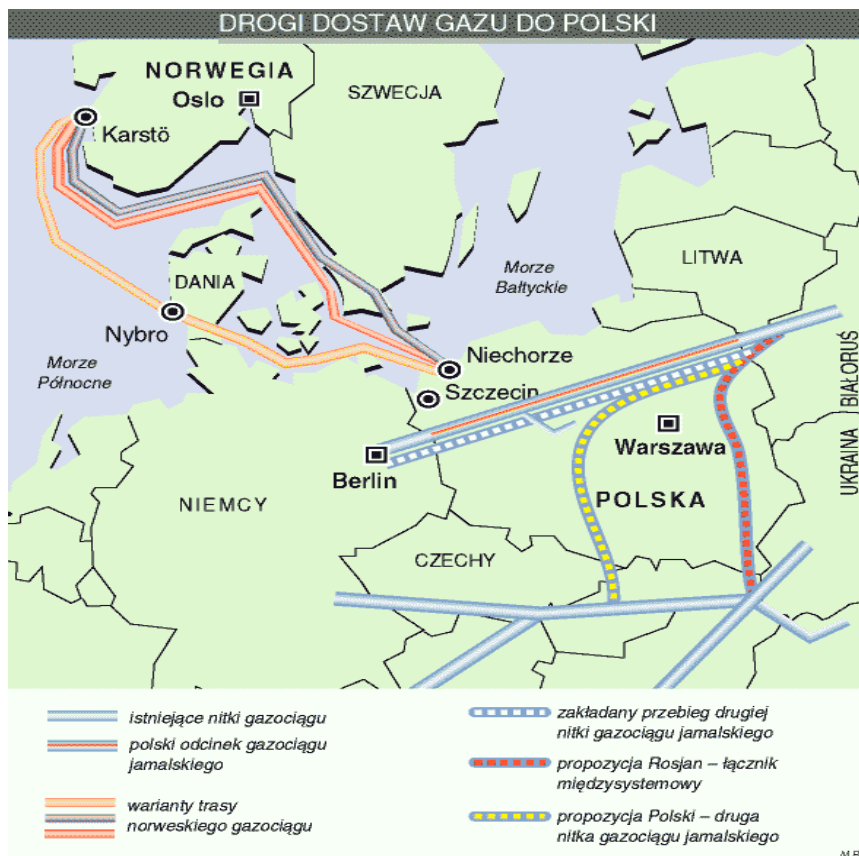 DROGI DOSTAW GAZU DO POLSKI
NORWEGIA
Oslo
SZWECJA
Karstö
LITWA
DANIA
Morze
Bałtyckie
Nybro
Niechorze
Morze
Północne
Szczecin
BIAŁORUŚ
Warszawa
Berlin
UKRAINA
NIEMCY
POLSKA
CZECHY
istniejące nitki gazociągu
polski odcinek gazociągu
jamalskiego
warianty trasy
norweskiego gazociągu
zakładany przebieg drugiej
nitki gazociągu jamalskiego
propozycja Rosjan – łącznik
międzysystemowy
propozycja Polski – druga
nitka gazociągu jamalskiego